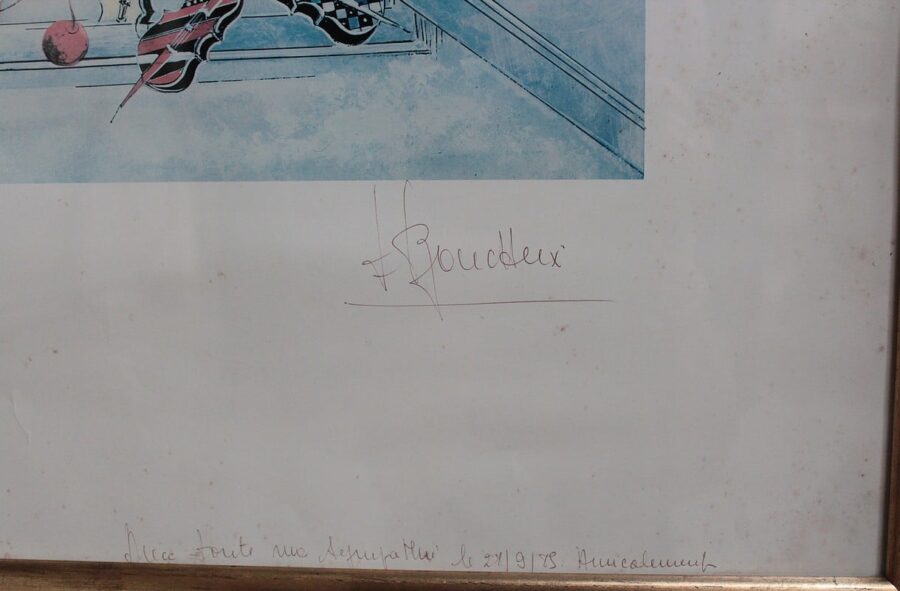 F Boucheix
Avec toute ma sympathie le 21/9/75. Amicalement